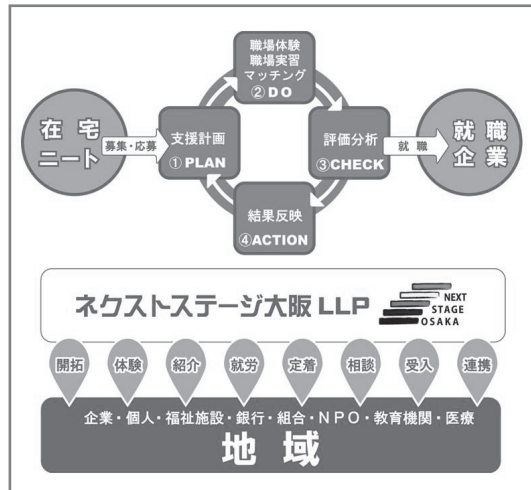 職場体験
職場実習
マッチング
②DO
在宅
ニート
募集・応募
支援計画
①PLAN
評価分析
③CHECK
就職
就職
企業
結果反映
④ACTION
ネクストステージ大阪 LLP
NEXT
STAGE
OSAKA
開拓
体験
紹介
就労
定着
相談
受入
連携
企業・個人・福祉施設・銀行・組合・NPO・教育機関・医療
地域